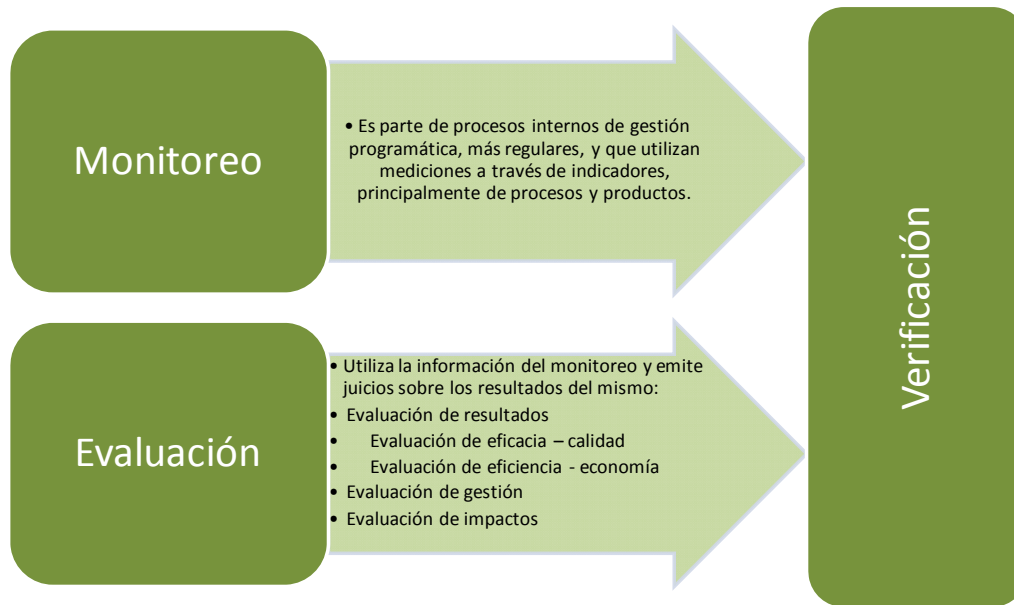 Monitoreo
• Es parte de procesos internos de gestión
programática, más regulares, y que utilizan
mediciones a través de indicadores,
principalmente de procesos y productos.
Evaluación
• Utiliza la información del monitoreo y emite
juicios sobre los resultados del mismo:
• Evaluación de resultados
• Evaluación de eficacia – calidad
• Evaluación de eficiencia - economía
• Evaluación de gestión
• Evaluación de impactos
Verificación